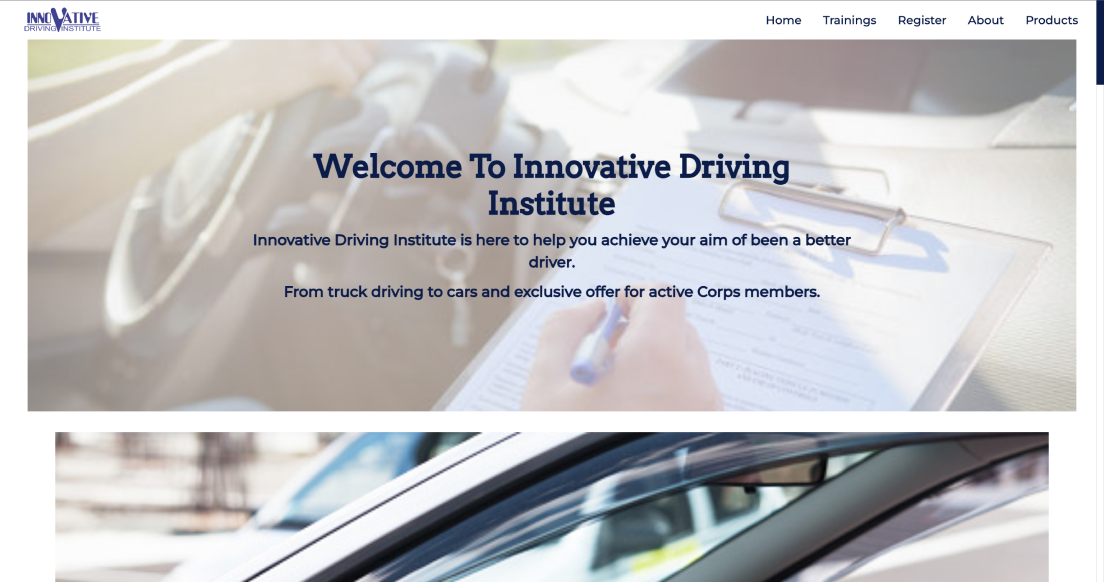 INNOVATIVE
DRIVING INSTITUTE
Home Trainings Register About Products
Welcome To Innovative Driving
Institute
Innovative Driving Institute is here to help you achieve your aim of been a better
driver.
From truck driving to cars and exclusive offer for active Corps members.